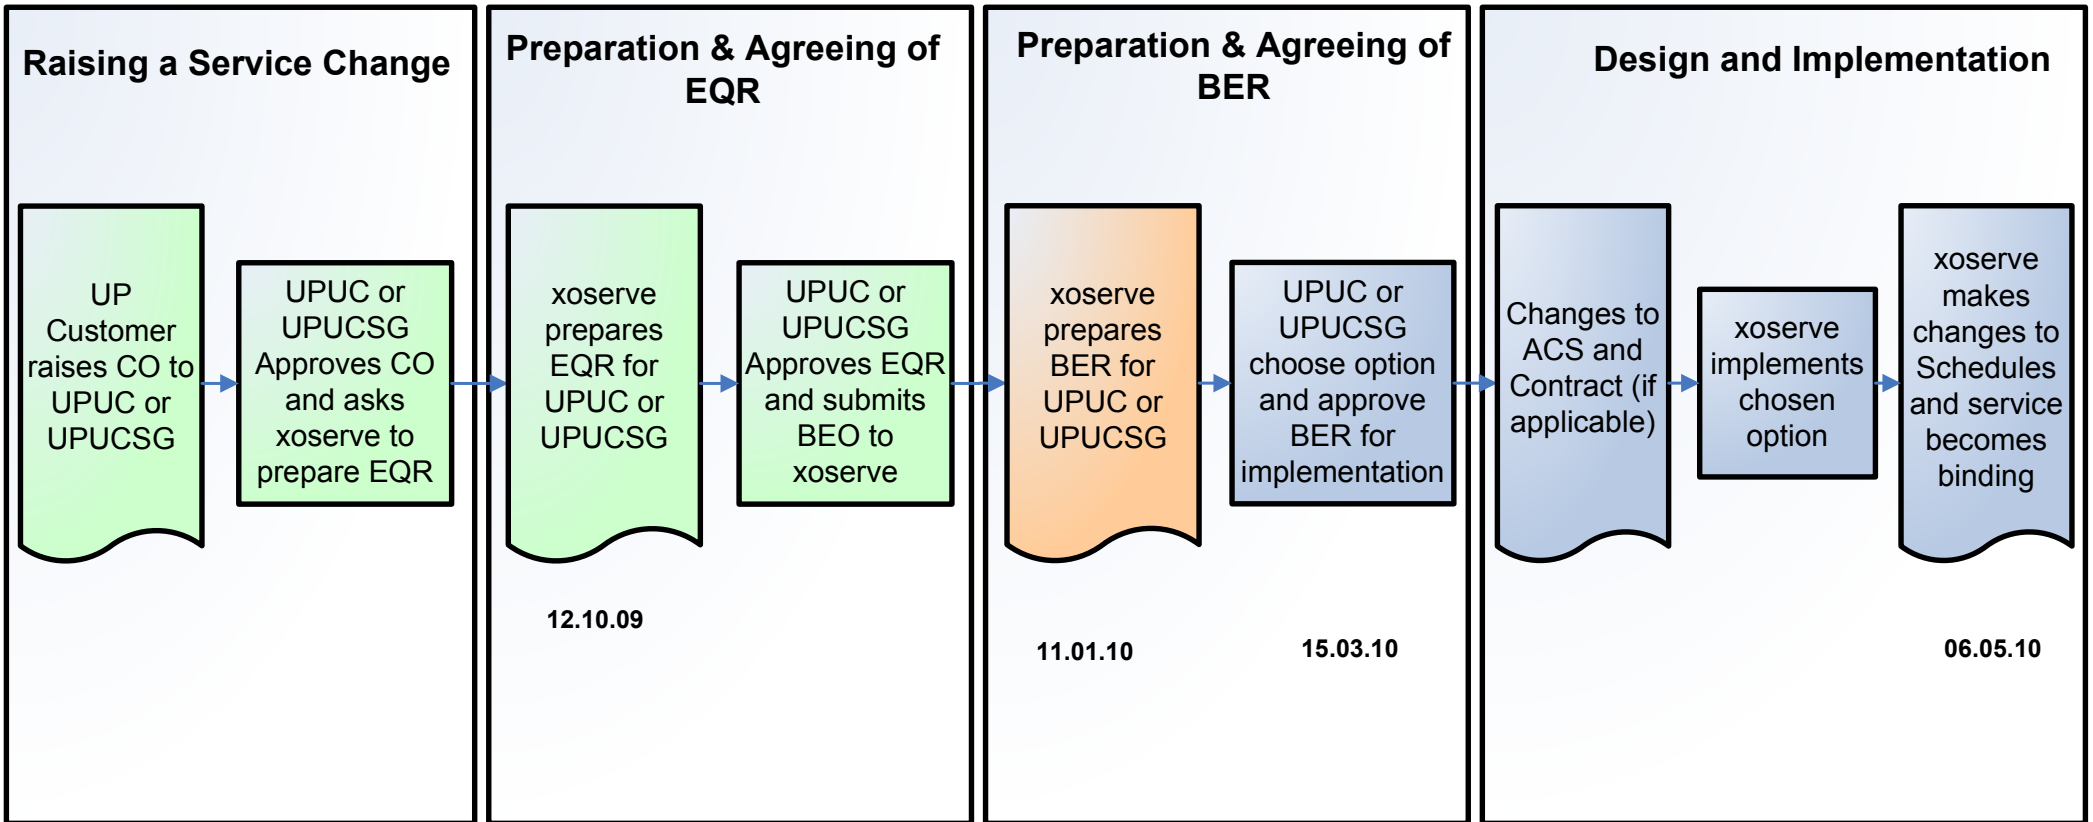 Raising a Service Change
UP
Customer
raises CO to
UPUC or
UPUCSG
UPUC or
UPUCSG
Approves CO
and asks
xoserve to
prepare EQR
Preparation & Agreeing of
EQR
xoserve
prepares
EQR for
UPUC or
UPUCSG
UPUC or
UPUCSG
Approves EQR
and submits
BEO to
xoserve
12.10.09
Preparation & Agreeing of
BER
xoserve
prepares
BER for
UPUC or
UPUCSG
UPUC or
UPUCSG
choose option
and approve
BER for
implementation
11.01.10
15.03.10
Design and Implementation
Changes to
ACS and
Contract (if
applicable)
xoserve
implements
chosen
option
xoserve
makes
changes to
Schedules
and service
becomes
binding
06.05.10